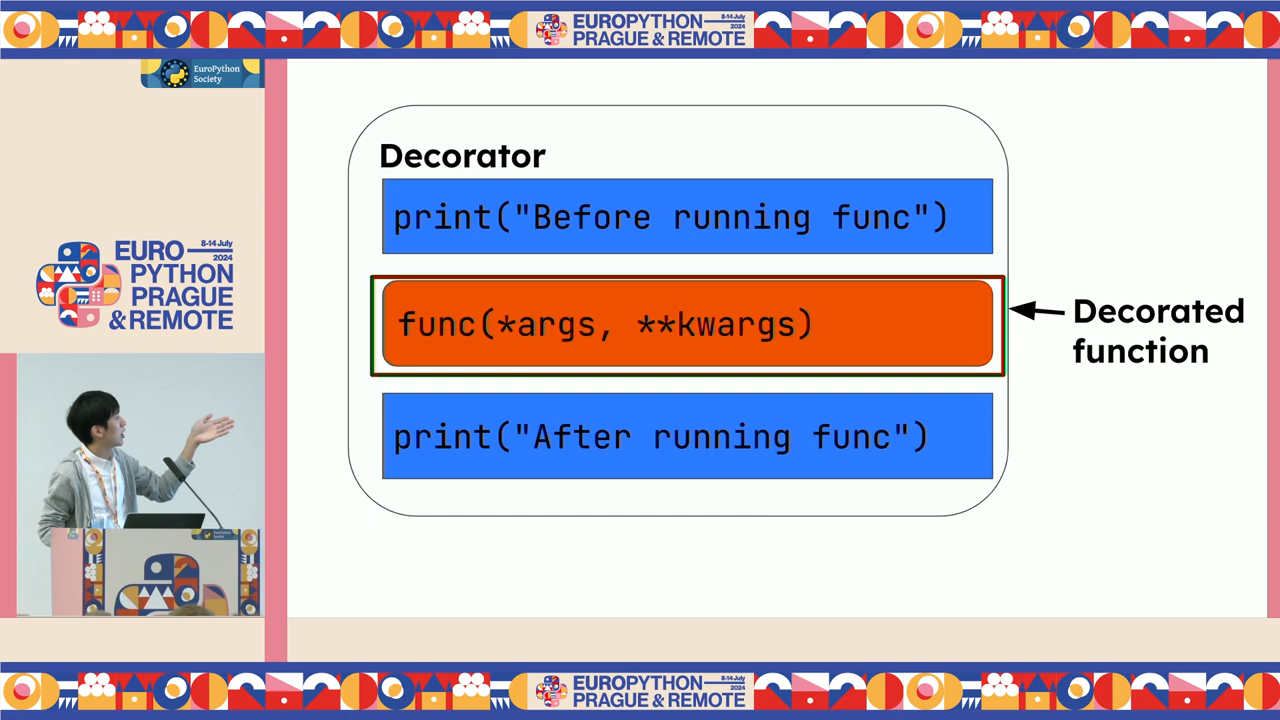 EUROPYTHON
8-14 July
2024
PRAGUE & REMOTE
EuroPython
Society
Decorator
print("Before running func")
func(*args, **kwargs)
print("After running func")
Decorated
function
EURO
8-14 July
2024
PYTHON
PRAGUE
& REMOTE
EuroPython
Society
EUROPYTHON
8-14 July
2024
PRAGUE & REMOTE